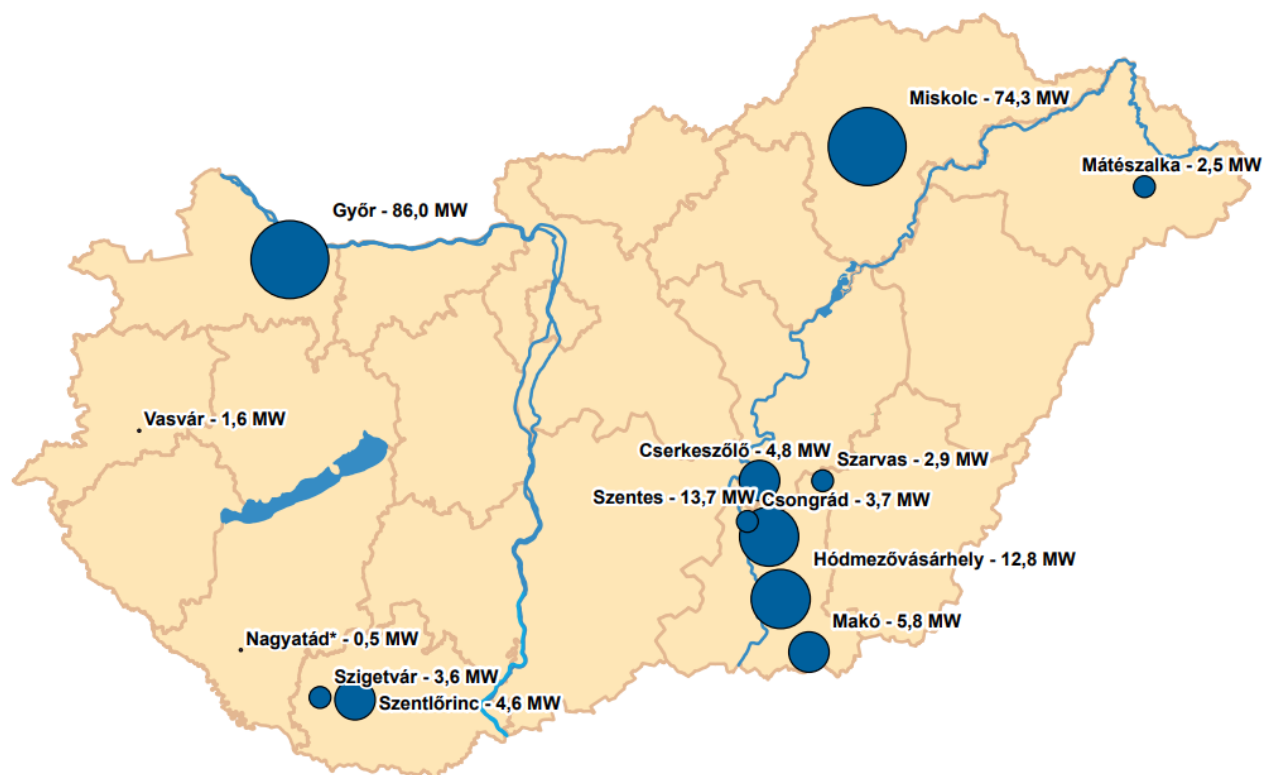 Miskolc - 74,3 MW
Mátészalka - 2,5 MW
Győr - 86,0 MW
Vasvár - 1,6 MW
Cserkeszőlő - 4,8 MW
Szarvas - 2,9 MW
Szentes - 13,7 MW
Csongrád - 3,7 MW
Hódmezővásárhely - 12,8 MW
Makó - 5,8 MW
Nagyatád* - 0,5 MW
Szigetvár - 3,6 MW
Szentlőrinc - 4,6 MW